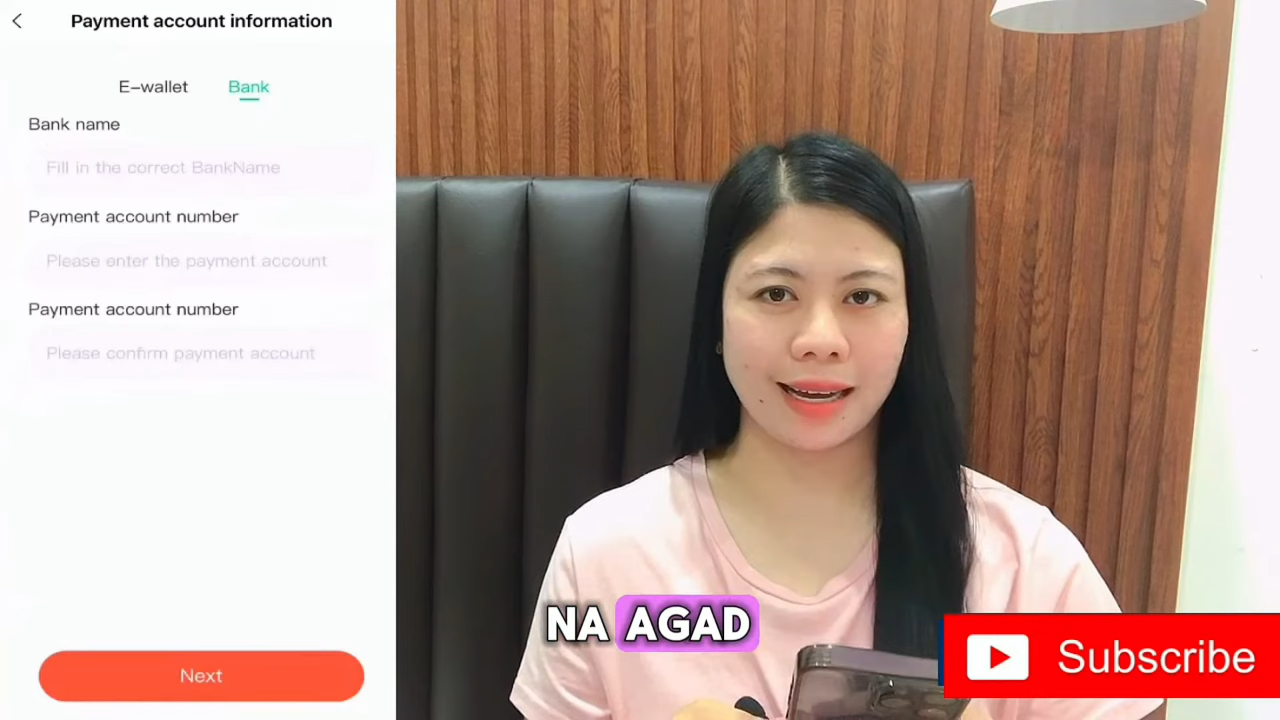 Payment account information
E-wallet Bank
Bank name
Fill in the correct BankName
Payment account number
Please enter the payment account
Payment account number
Please confirm payment account
Next
NA AGAD
Subscribe